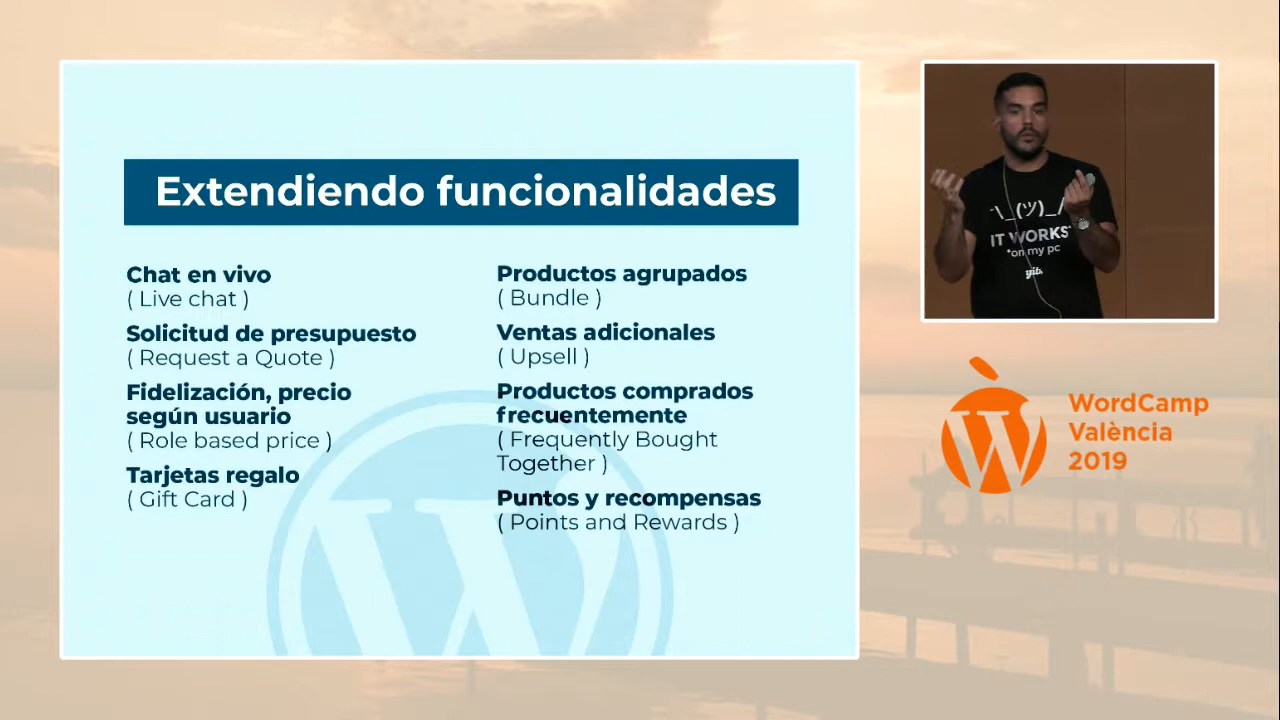 Extendiendo funcionalidades
Chat en vivo
( Live chat )
Solicitud de presupuesto
( Request a Quote )
Fidelización, precio
según usuario
( Role based price )
Tarjetas regalo
( Gift Card )
Productos agrupados
( Bundle )
Ventas adicionales
( Upsell )
Productos comprados
frecuentemente
( Frequently Bought
Together )
Puntos y recompensas
( Points and Rewards )
¯\_(ツ)_/
IT WORKS*
*on my pc
yith
WordCamp
València
2019